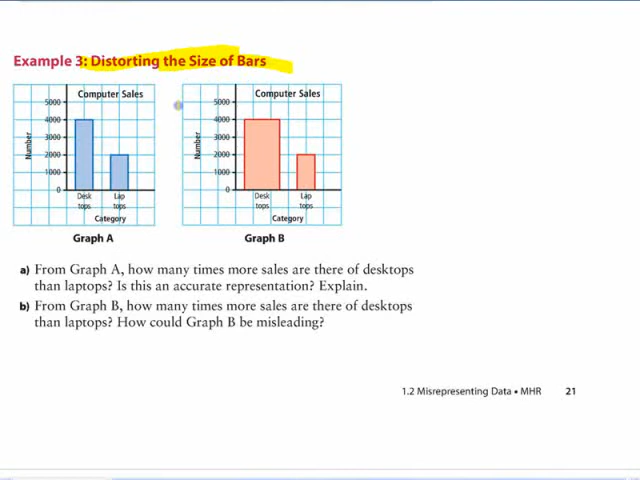 Example 3: Distorting the Size of Bars
Computer Sales
5000
4000
3000
2000
1000
0
Number
Desk
tops
Lap
tops
Category
Graph A
Computer Sales
5000
4000
3000
2000
1000
0
Number
Desk
tops
Lap
tops
Category
Graph B
a) From Graph A, how many times more sales are there of desktops
than laptops? Is this an accurate representation? Explain.
b) From Graph B, how many times more sales are there of desktops
than laptops? How could Graph B be misleading?
1.2 Misrepresenting Data • MHR 21